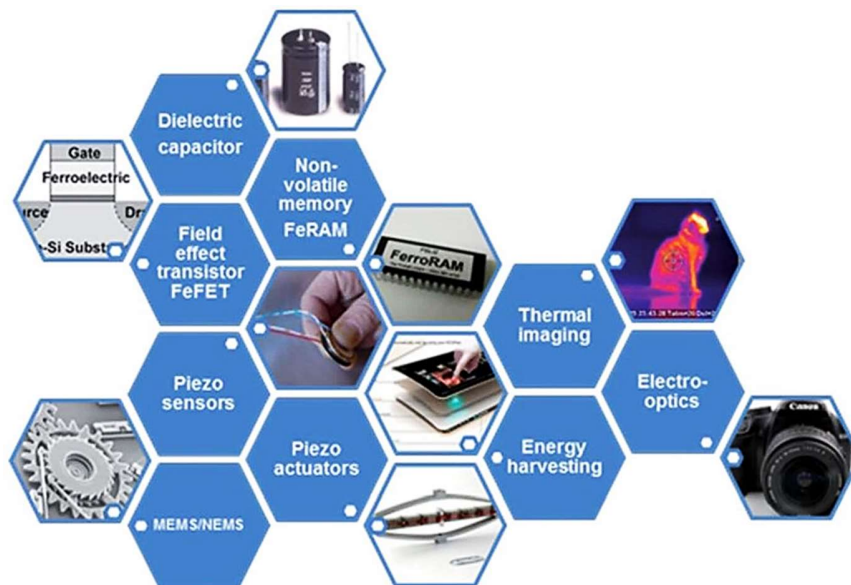 Dielectric
capacitor
Gate
Ferroelectric
Non-
volatile
memory
FeRAM
Field
effect
transistor
FeFET
FerroRAM
Thermal
imaging
Piezo
sensors
Electro-
optics
Canon
Piezo
actuators
Energy
harvesting
MEMS/NEMS